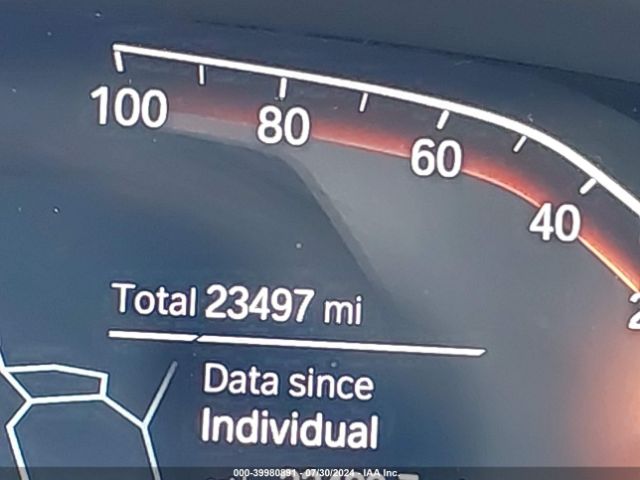 100
80
60
40
Total 23497 mi
Data since
Individual
000-39980891 - 07/30/2024 - IAA Inc.